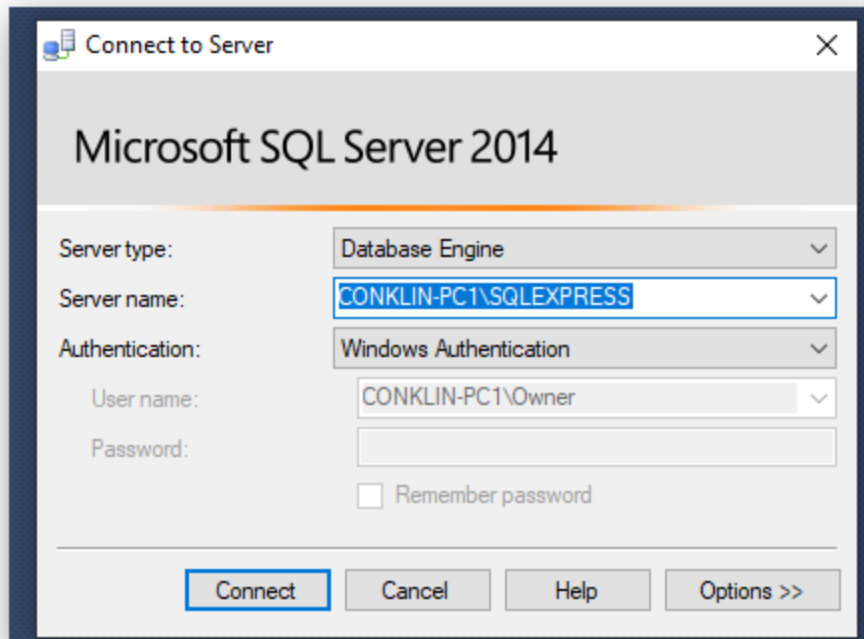 Connect to Server
Microsoft SQL Server 2014
Server type: Database Engine
Server name: CONKLIN-PC1\SQLEXPRESS
Authentication: Windows Authentication
User name: CONKLIN-PC1\Owner
Password:
Remember password
Connect Cancel Help Options >>